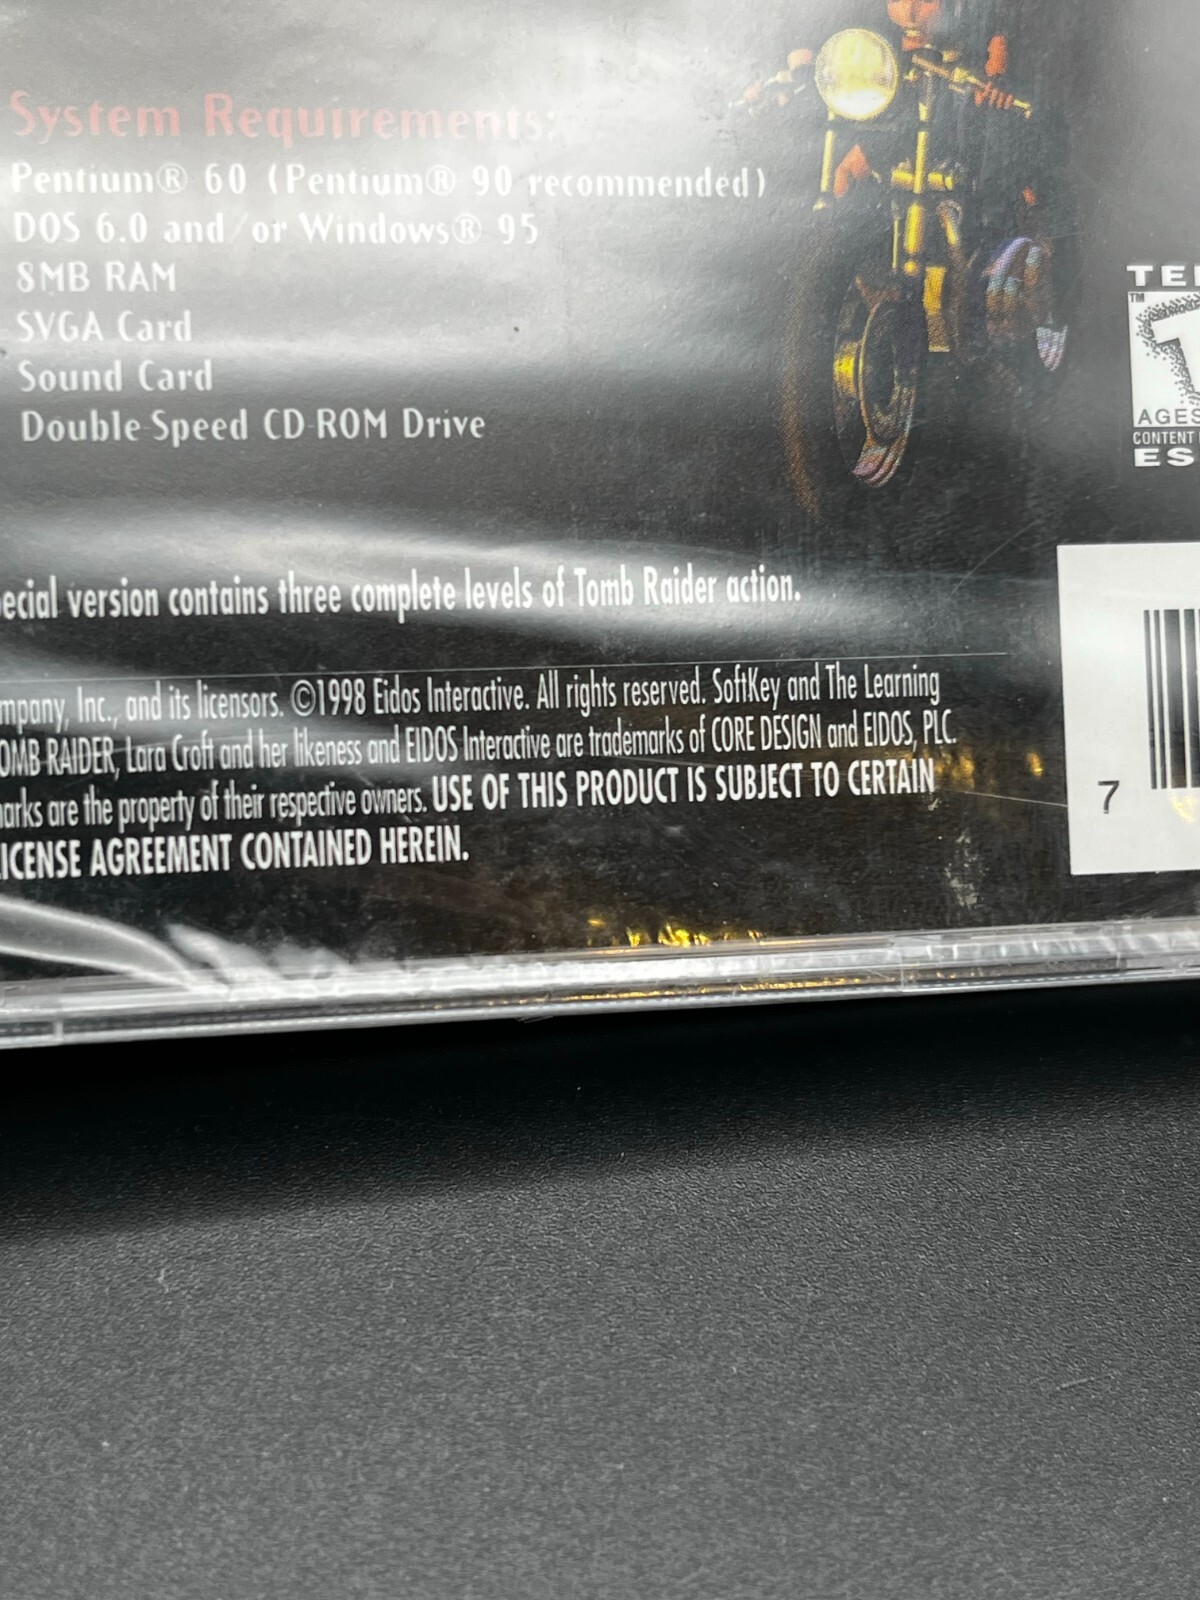 System Requirements:
Pentium® 60 (Pentium® 90 recommended)
DOS 6.0 and/or Windows® 95
8MB RAM
SVGA Card
Sound Card
Double-Speed CD-ROM Drive
TM
AGES
CONTENT
ES
ecial version contains three complete levels of Tomb Raider action.
mpany, Inc., and its licensors. ©1998 Eidos Interactive. All rights reserved. SoftKey and The Learning
OMB RAIDER, Lara Croft and her likeness and EIDOS Interactive are trademarks of CORE DESIGN and EIDOS, PLC.
arks are the property of their respective owners. USE OF THIS PRODUCT IS SUBJECT TO CERTAIN
ICENSE AGREEMENT CONTAINED HEREIN.
7